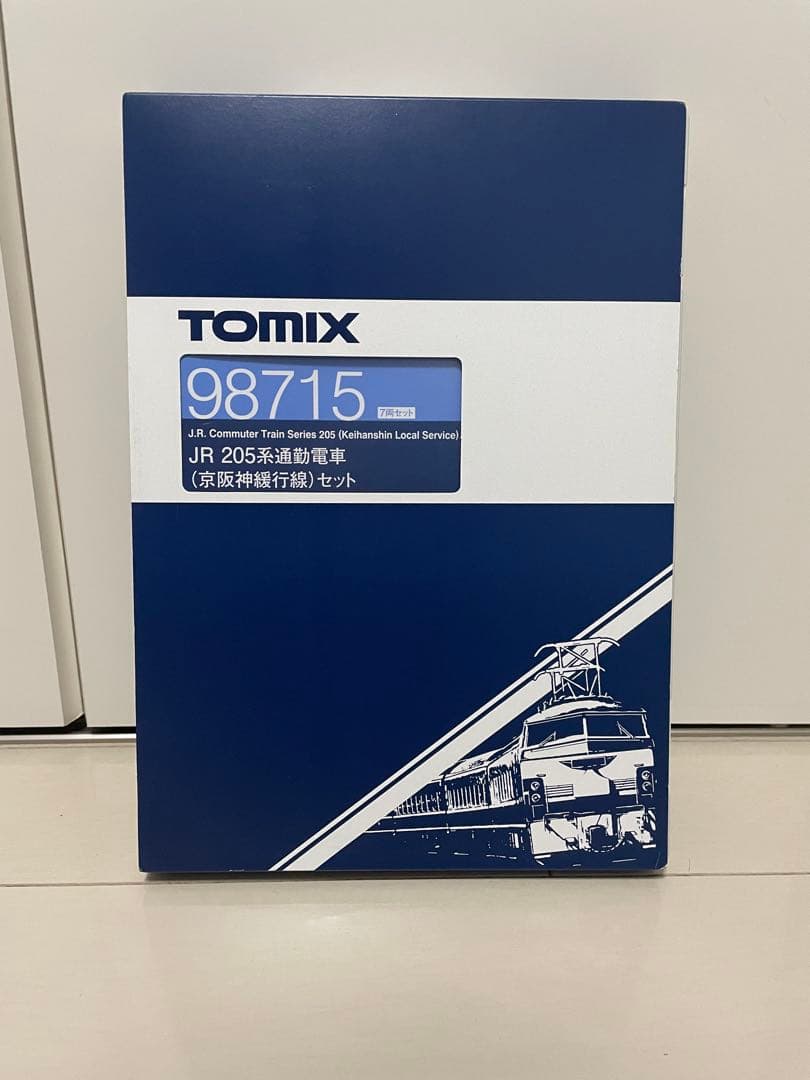 TOMIX
98715 7両セット
J.R. Commuter Train Series 205 (Keihanshin Local Service)
JR 205系通勤電車
(京阪神緩行線)セット